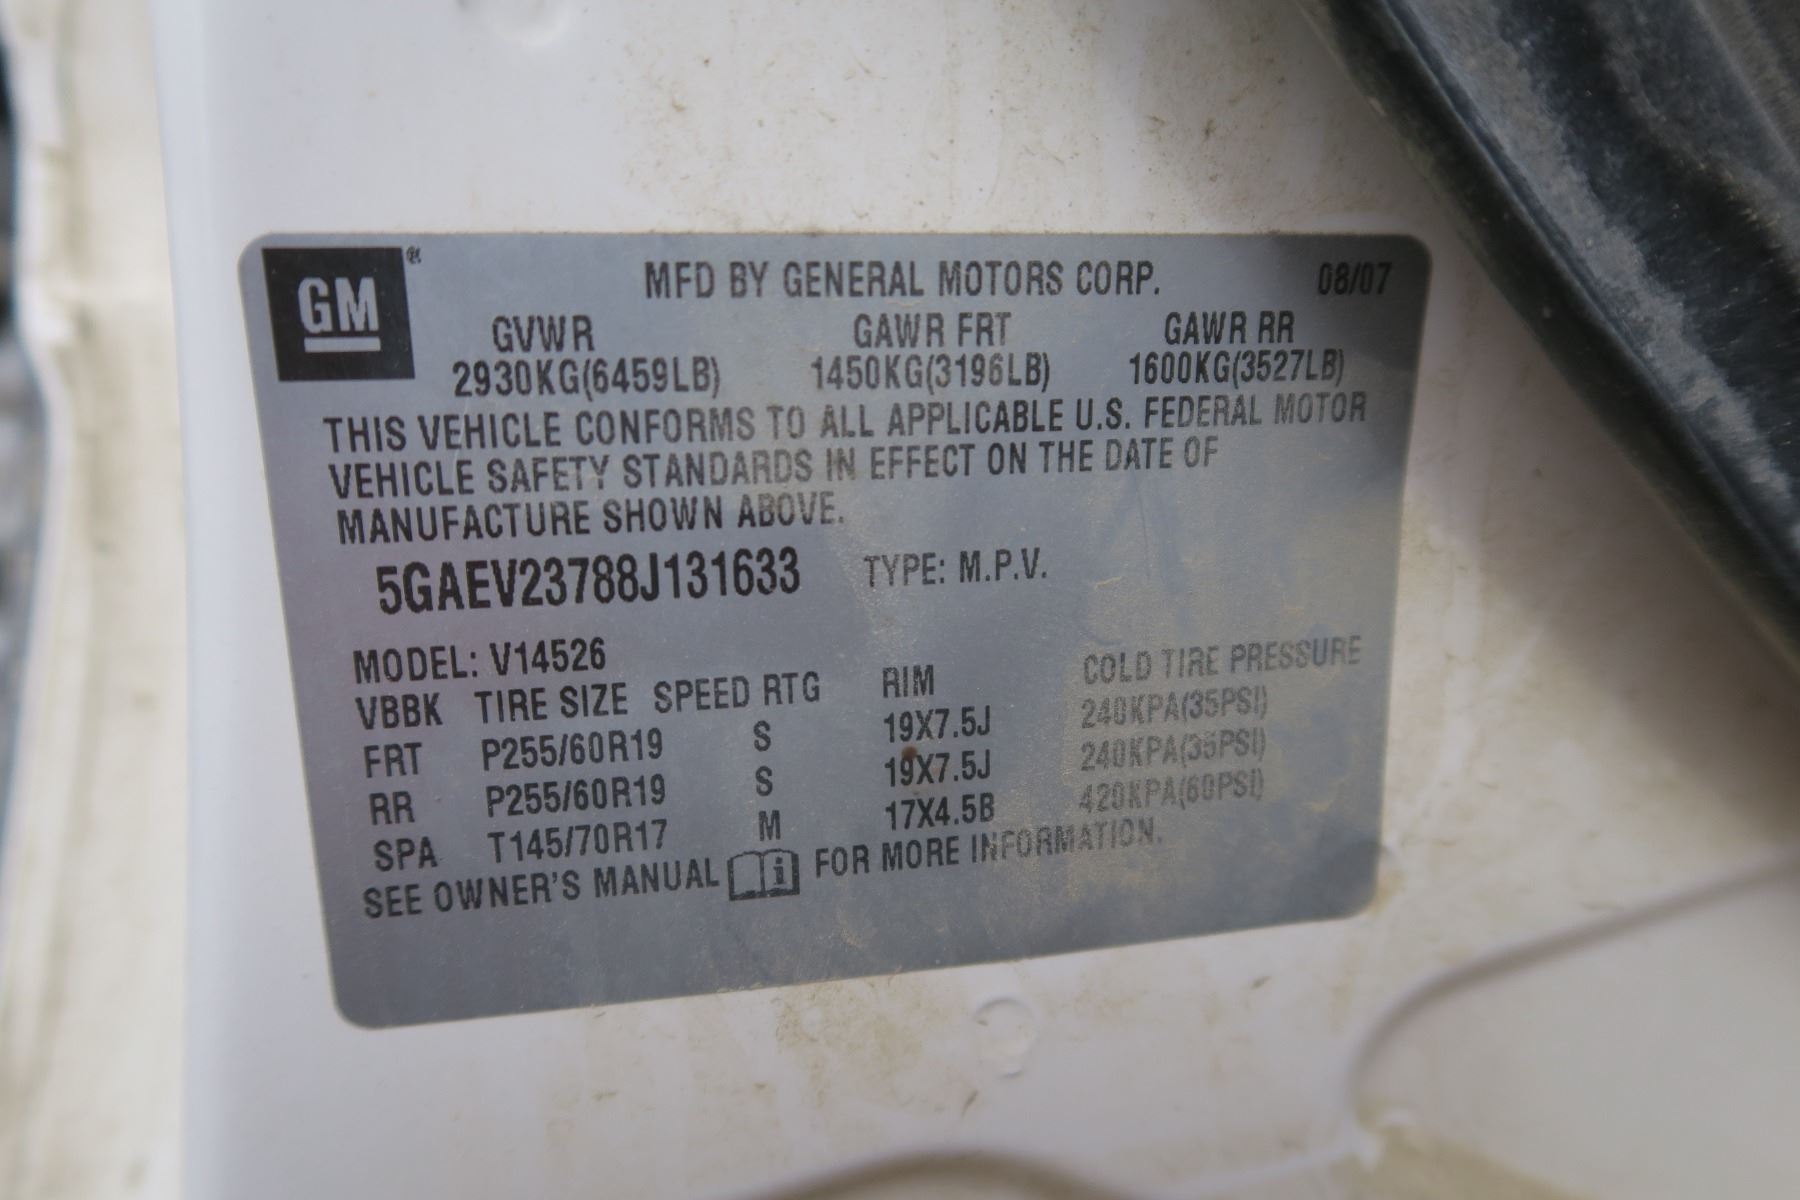 GM®
MFD BY GENERAL MOTORS CORP. 08/07
GVWR GAWR FRT GAWR RR
2930KG(6459LB) 1450KG(3196LB) 1600KG(3527LB)
THIS VEHICLE CONFORMS TO ALL APPLICABLE U.S. FEDERAL MOTOR
VEHICLE SAFETY STANDARDS IN EFFECT ON THE DATE OF
MANUFACTURE SHOWN ABOVE.
5GAEV23788J131633 TYPE: M.P.V.
MODEL: V14526
VBBK TIRE SIZE SPEED RTG RIM COLD TIRE PRESSURE
FRT P255/60R19 S 19X7.5J 240KPA(35PSI)
RR P255/60R19 S 19X7.5J 240KPA(35PSI)
SPA T145/70R17 M 17X4.5B 420KPA(60PSI)
SEE OWNER'S MANUAL i FOR MORE INFORMATION.